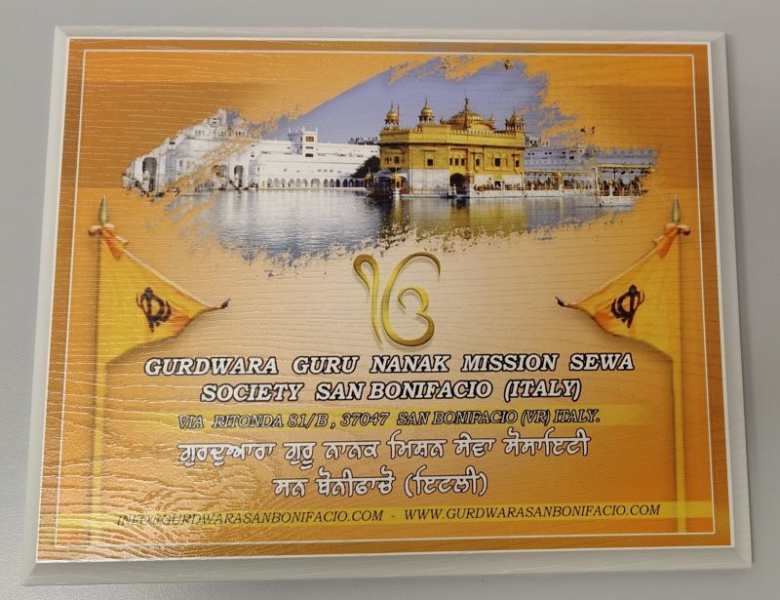 ੴ
GURDWARA GURU NANAK MISSION SEWA
SOCIETY SAN BONIFACIO (ITALY)
VIA RITONDA 81/B, 37047 SAN BONIFACIO (VR) ITALY.
ਗੁਰਦੁਆਰਾ ਗੁਰੂ ਨਾਨਕ ਮਿਸ਼ਨ ਸੇਵਾ ਸੋਸਾਇਟੀ
ਸਨ ਬੋਨੀਫਾਚੋ (ਇਟਲੀ)
INFO@GURDWARASANBONIFACIO.COM - WWW.GURDWARASANBONIFACIO.COM